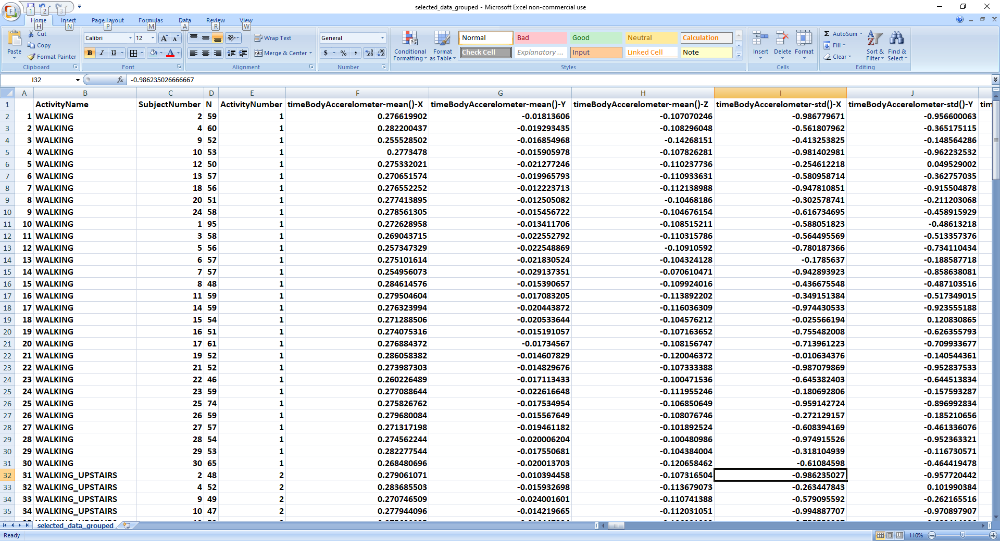 selected_data_grouped - Microsoft Excel non-commercial use
F 1 2 3
Home Insert Page Layout Formulas Data Review View
H N P M A R W
Paste Cut Copy Format Painter
Calibri 12 A A
B I U A
Wrap Text
Merge & Center
General
$ % ,
Conditional Formatting Format as Table
Normal Bad Good Neutral Calculation
Check Cell Explanatory ... Input Linked Cell Note
Insert Delete Format
Σ AutoSum Fill Clear
Sort & Filter Find & Select
Clipboard Font Alignment Number Styles Cells Editing
I32 fx -0.986235026666667
A B C D E F G H I J
1 ActivityName SubjectNumber N ActivityNumber timeBodyAccerelometer-mean()-X timeBodyAccerelometer-mean()-Y timeBodyAccerelometer-mean()-Z timeBodyAccerelometer-std()-X timeBodyAccerelometer-std()-Y tim
2 1 WALKING 2 59 1 0.276619902 -0.01813606 -0.107070246 -0.986779671 -0.956600063
3 2 WALKING 4 60 1 0.282200437 -0.019293435 -0.108296048 -0.561807962 -0.365175115
4 3 WALKING 9 52 1 0.255528502 -0.016854968 -0.14268151 -0.413253825 -0.148564286
5 4 WALKING 10 53 1 0.2773478 -0.015905978 -0.107826281 -0.981402981 -0.962232532
6 5 WALKING 12 50 1 0.275332021 -0.021277246 -0.110237736 -0.254612218 0.049529002
7 6 WALKING 13 57 1 0.270651574 -0.019965793 -0.110933631 -0.580958714 -0.362757035
8 7 WALKING 18 56 1 0.276552252 -0.012223713 -0.112138988 -0.947810851 -0.915504878
9 8 WALKING 20 51 1 0.277413895 -0.012505082 -0.10468186 -0.302578741 -0.211203068
10 9 WALKING 24 58 1 0.278561305 -0.015456722 -0.104676154 -0.616734695 -0.458915929
11 10 WALKING 1 95 1 0.272628958 -0.013411706 -0.108515211 -0.588051823 -0.48613218
12 11 WALKING 3 58 1 0.269043715 -0.022552792 -0.110315786 -0.564495569 -0.513357376
13 12 WALKING 5 56 1 0.257347329 -0.022548869 -0.10910592 -0.780187366 -0.734110434
14 13 WALKING 6 57 1 0.275101614 -0.021830524 -0.104324128 -0.1785637 -0.188587718
15 14 WALKING 7 57 1 0.254956073 -0.029137351 -0.070610471 -0.942893923 -0.858638081
16 15 WALKING 8 48 1 0.284614576 -0.015390657 -0.109924016 -0.436675548 -0.487103516
17 16 WALKING 11 59 1 0.279504604 -0.017083205 -0.113892202 -0.349151384 -0.517349015
18 17 WALKING 14 59 1 0.276323994 -0.020443872 -0.116036309 -0.974430533 -0.923555188
19 18 WALKING 15 54 1 0.271288506 -0.020533644 -0.104576212 -0.025566194 0.120830865
20 19 WALKING 16 51 1 0.274075316 -0.015191057 -0.107163652 -0.755482008 -0.626355793
21 20 WALKING 17 61 1 0.276884372 -0.01734567 -0.108156747 -0.713961223 -0.709933677
22 21 WALKING 19 52 1 0.286058382 -0.014607829 -0.120046372 -0.010634376 -0.140544361
23 22 WALKING 21 52 1 0.273987303 -0.014829676 -0.107333388 -0.987079869 -0.952837533
24 23 WALKING 22 46 1 0.260226489 -0.017113433 -0.100471536 -0.645382403 -0.644513834
25 24 WALKING 23 59 1 0.277088644 -0.022616648 -0.111955246 -0.180692806 -0.157593287
26 25 WALKING 25 74 1 0.275826762 -0.017534954 -0.106850649 -0.959142724 -0.896992834
27 26 WALKING 26 59 1 0.279680084 -0.015567649 -0.108076746 -0.272129157 -0.185210656
28 27 WALKING 27 57 1 0.271317198 -0.019461182 -0.101892524 -0.608394169 -0.461336076
29 28 WALKING 28 54 1 0.274562244 -0.020006204 -0.100480986 -0.974915526 -0.952363321
30 29 WALKING 29 53 1 0.282277544 -0.017550681 -0.104384004 -0.318104939 -0.116730571
31 30 WALKING 30 65 1 0.268480696 -0.020013703 -0.120658462 -0.61084598 -0.464419478
32 31 WALKING_UPSTAIRS 2 48 2 0.279061071 -0.010394458 -0.107316504 -0.986235027 -0.957720442
33 32 WALKING_UPSTAIRS 4 52 2 0.283685503 -0.015932698 -0.113679073 -0.263447843 0.101990384
34 33 WALKING_UPSTAIRS 9 49 2 0.270746509 -0.024001601 -0.110741388 -0.579095592 -0.262165516
35 34 WALKING_UPSTAIRS 10 47 2 0.277944096 -0.014219665 -0.112031051 -0.994887707 -0.970897907
selected_data_grouped
Ready 110%